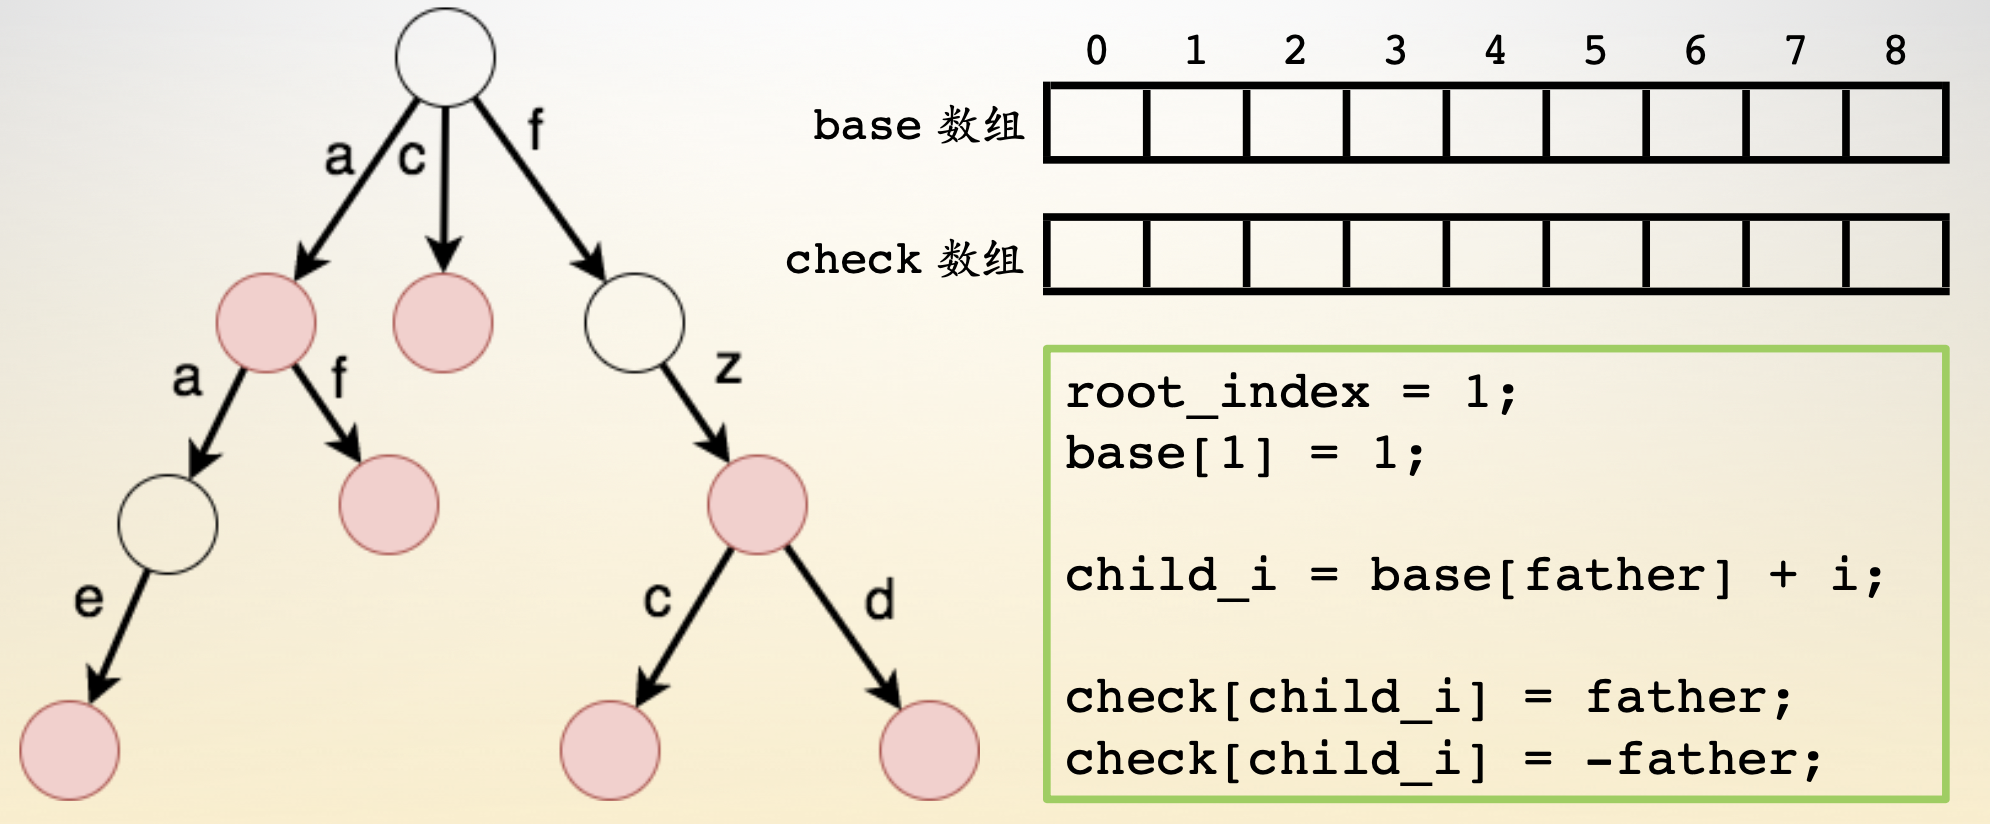 a
c
f
a
f
z
e
c
d
0 1 2 3 4 5 6 7 8
base 数组
check 数组
root_index = 1;
base[1] = 1;
child_i = base[father] + i;
check[child_i] = father;
check[child_i] = -father;